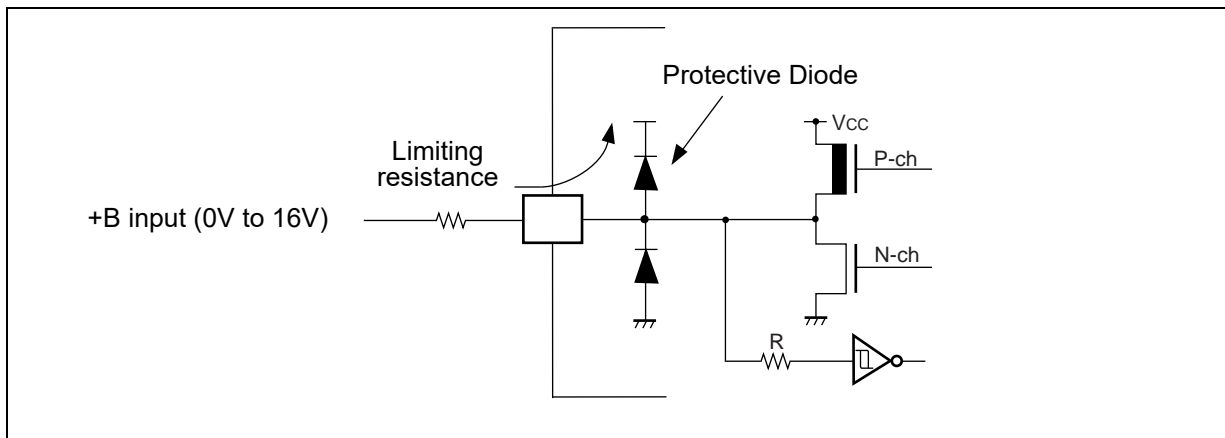 Protective Diode
VCC
Limiting
resistance
P-ch
+B input (0V to 16V)
N-ch
R